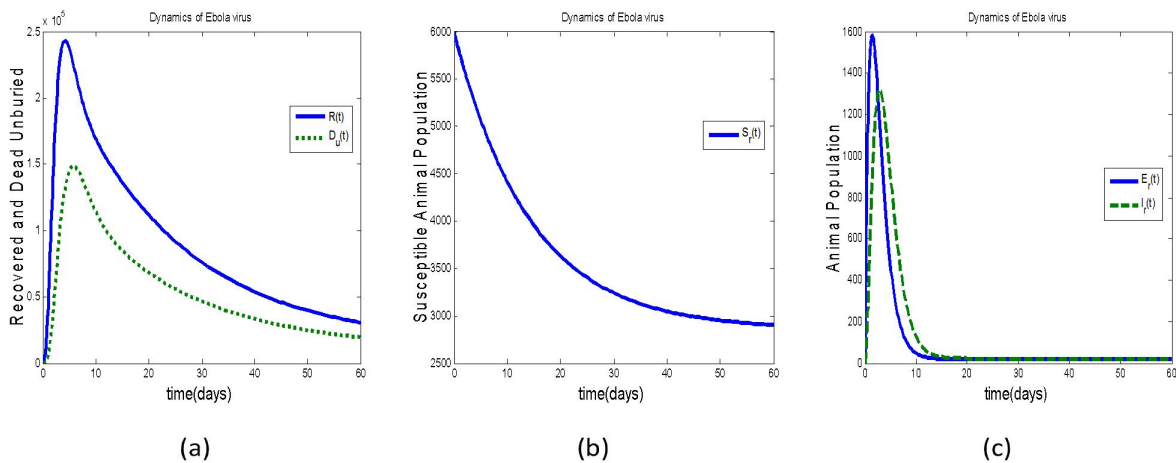 Dynamics of Ebola virus
x 10^5
Recovered and Dead Unburied
2.5
2
1.5
1
0.5
0
R(t)
D_u(t)
0 10 20 30 40 50 60
time(days)
(a)
Dynamics of Ebola virus
Susceptible Animal Population
6000
5500
5000
4500
4000
3500
3000
2500
S_r(t)
0 10 20 30 40 50 60
time(days)
(b)
Dynamics of Ebola virus
Animal Population
1600
1400
1200
1000
800
600
400
200
0
E_r(t)
I_r(t)
0 10 20 30 40 50 60
time(days)
(c)